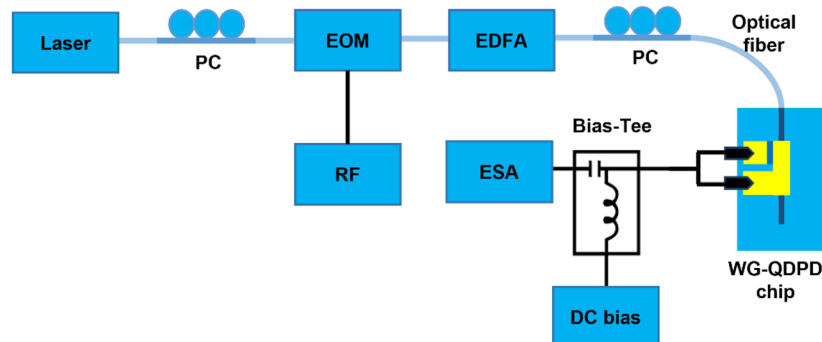 Laser
PC
EOM
EDFA
PC
Optical
fiber
RF
ESA
Bias-Tee
DC bias
WG-QDPD
chip